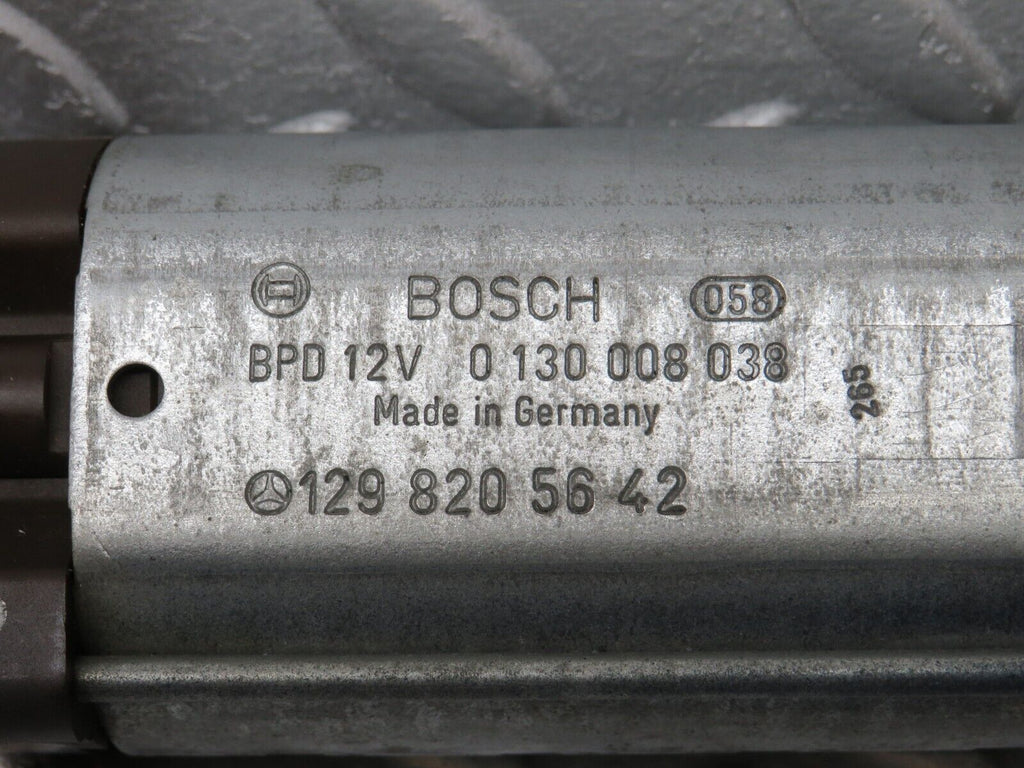 BOSCH 058
BPD 12V 0 130 008 038
Made in Germany
129 820 56 42
265